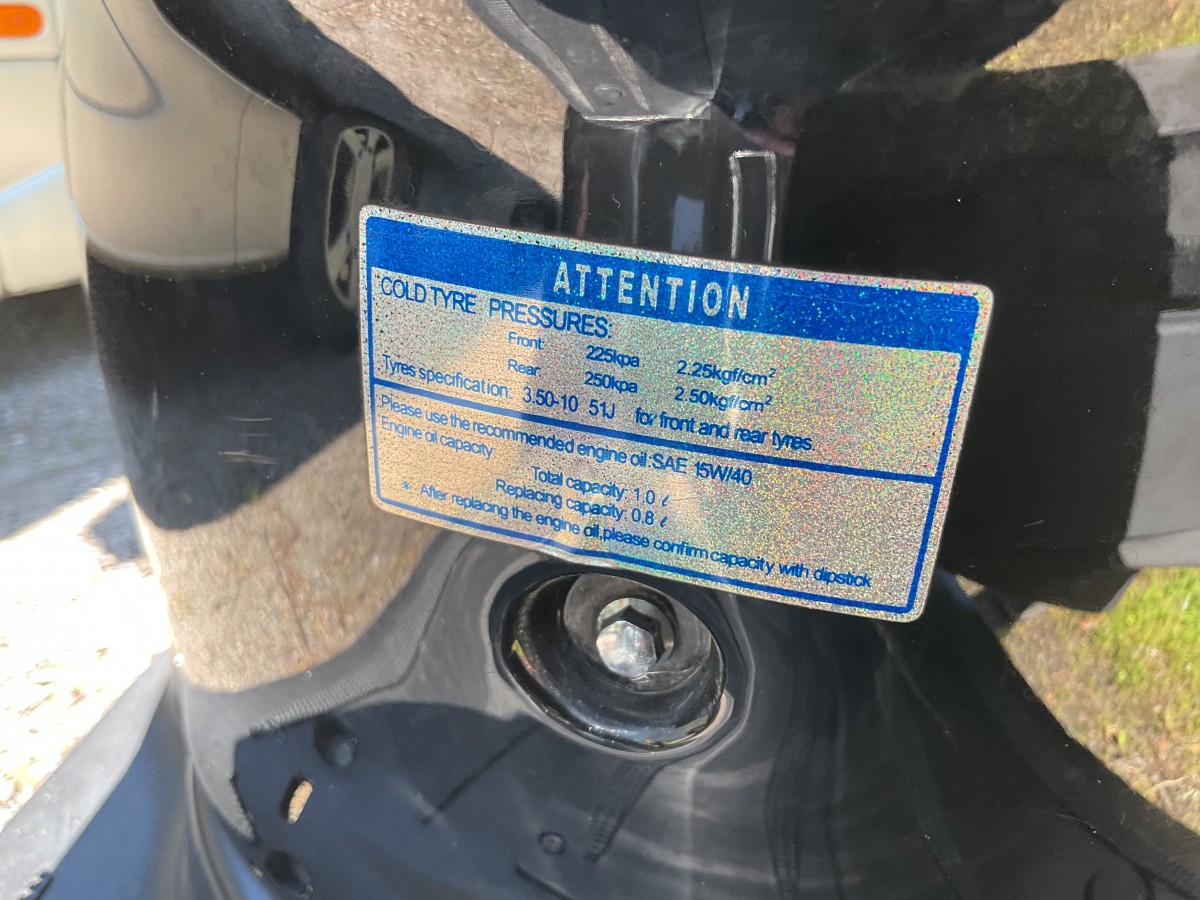 ATTENTION
COLD TYRE PRESSURES:
Front 225kpa 2.25kgf/cm²
Rear 250kpa 2.50kgf/cm²
Tyres specification: 3.50-10 51J for front and rear tyres
Please use the recommended engine oil:SAE 15W/40
Engine oil capacity
Total capacity: 1.0 ℓ
Replacing capacity: 0.8 ℓ
* After replacing the engine oil,please confirm capacity with dipstick